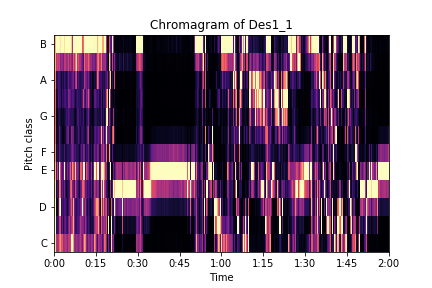 Chromagram of Des1_1
B
A
G
F
E
D
C
Pitch class
0:00 0:15 0:30 0:45 1:00 1:15 1:30 1:45 2:00
Time